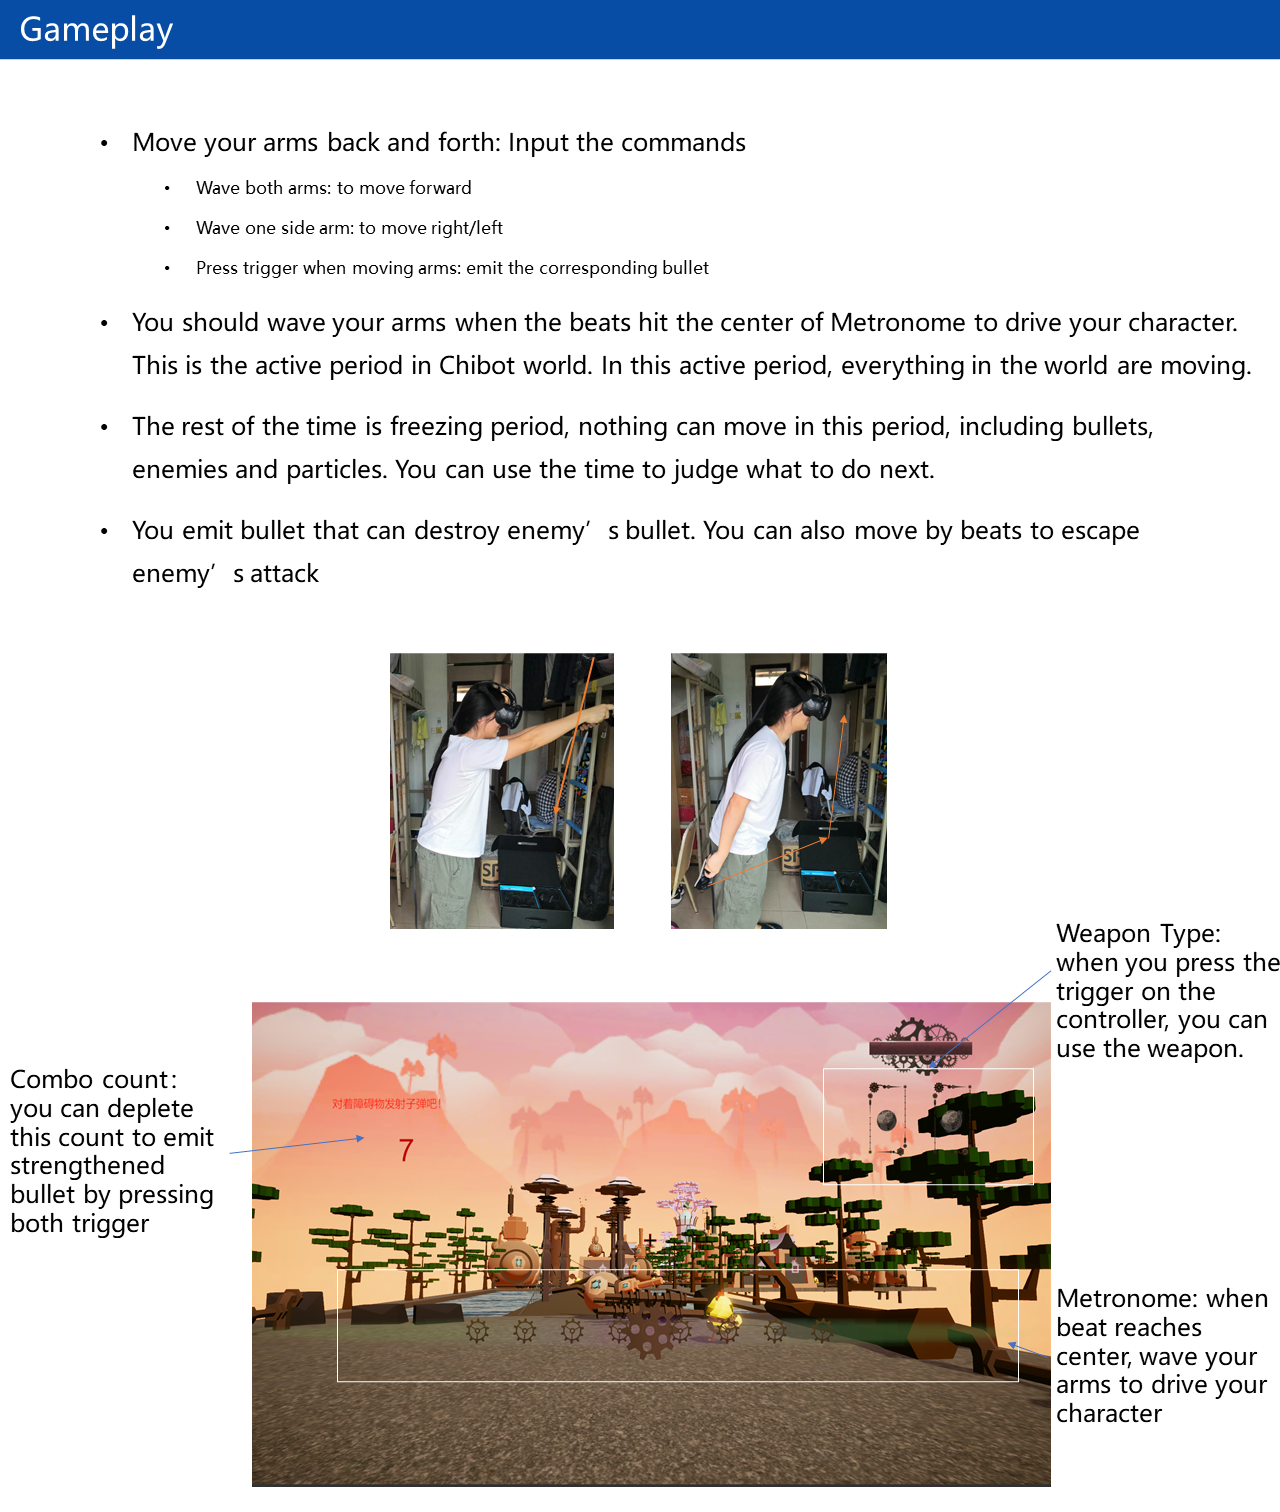 Gameplay
• Move your arms back and forth: Input the commands
• Wave both arms: to move forward
• Wave one side arm: to move right/left
• Press trigger when moving arms: emit the corresponding bullet
• You should wave your arms when the beats hit the center of Metronome to drive your character.
This is the active period in Chibot world. In this active period, everything in the world are moving.
• The rest of the time is freezing period, nothing can move in this period, including bullets,
enemies and particles. You can use the time to judge what to do next.
• You emit bullet that can destroy enemy’s bullet. You can also move by beats to escape
enemy’s attack
Weapon Type:
when you press the
trigger on the
controller, you can
use the weapon.
Combo count:
you can deplete
this count to emit
strengthened
bullet by pressing
both trigger
对着障碍物发射子弹吧!
7
Metronome: when
beat reaches
center, wave your
arms to drive your
character